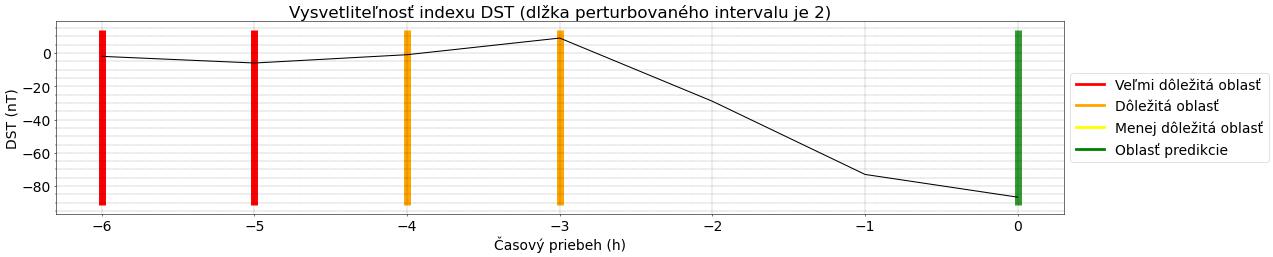 Vysvetliteľnosť indexu DST (dĺžka perturbovaného intervalu je 2)
DST (nT)
0
−20
−40
−60
−80
−6
−5
−4
−3
−2
−1
0
Časový priebeh (h)
Veľmi dôležitá oblasť
Dôležitá oblasť
Menej dôležitá oblasť
Oblasť predikcie